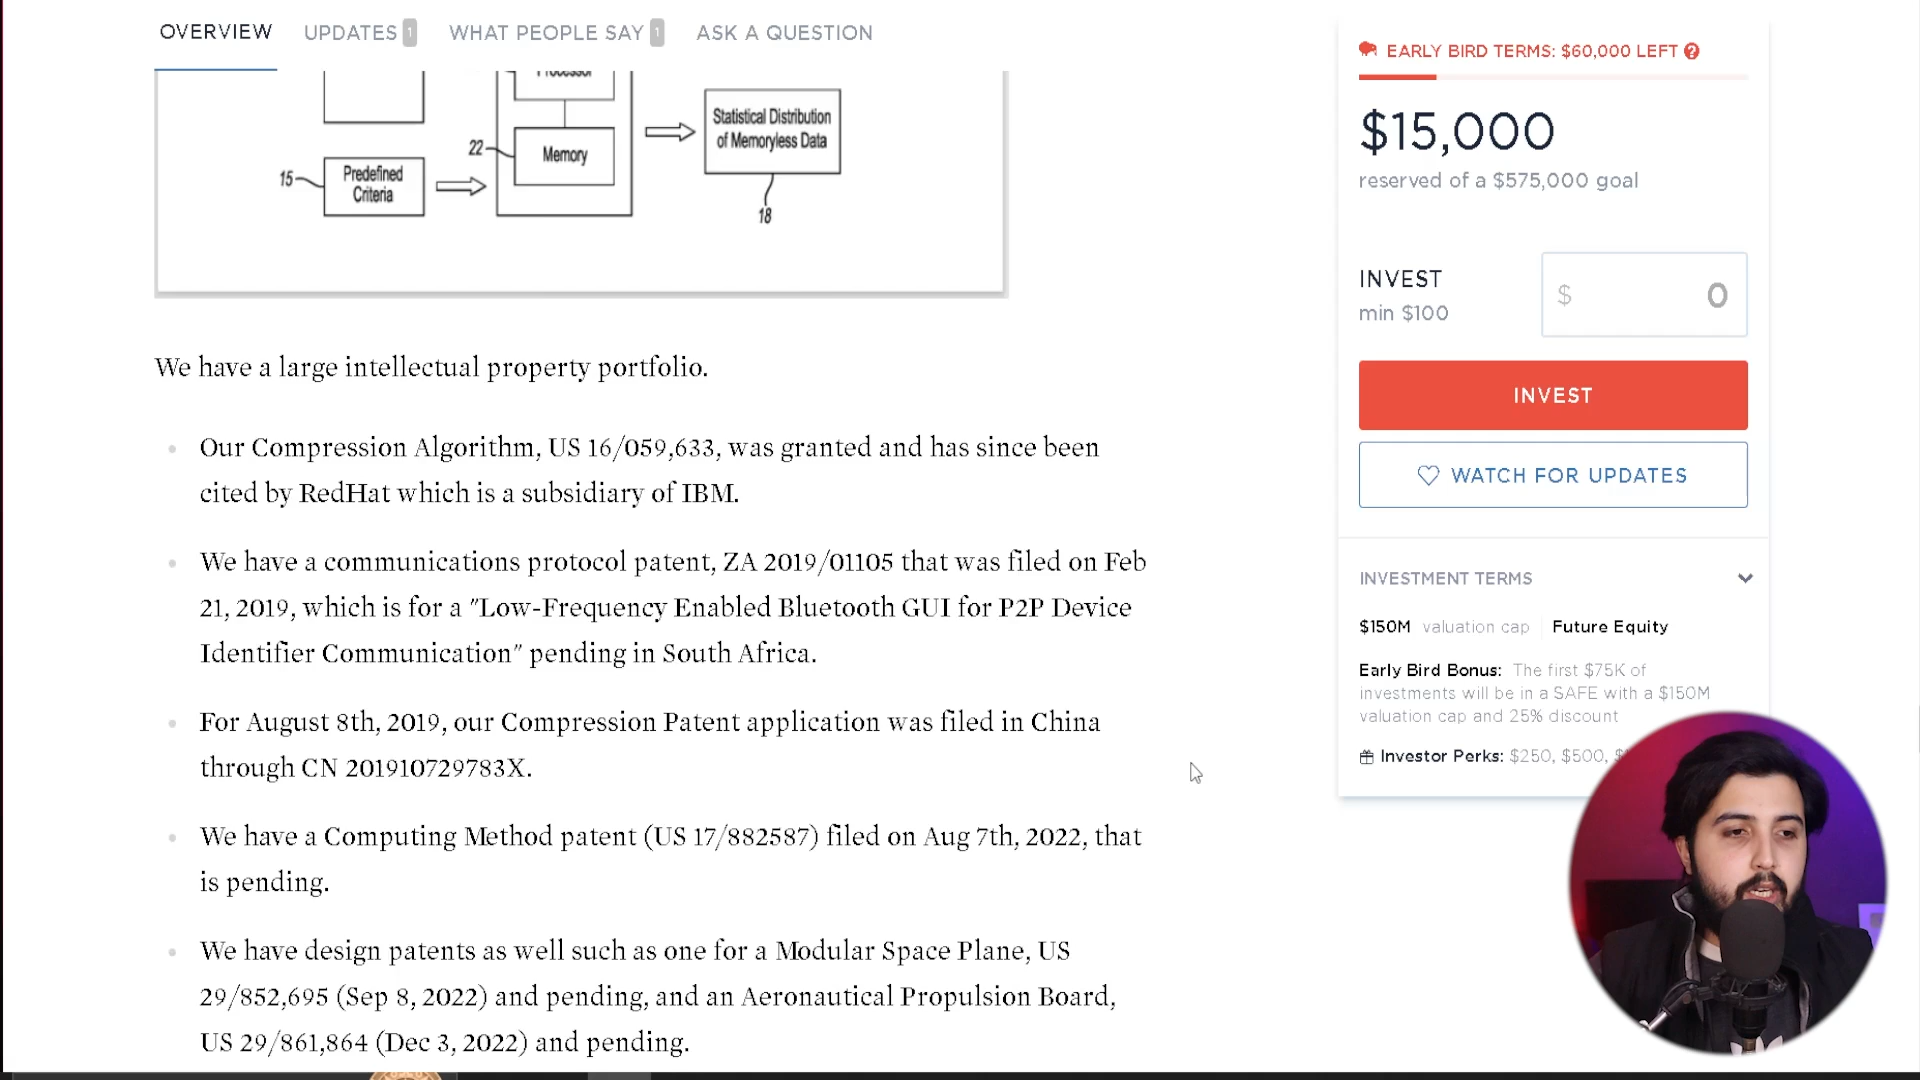 OVERVIEW
UPDATES 1
WHAT PEOPLE SAY 1
ASK A QUESTION
Processor
22
Memory
15
Predefined
Criteria
Statistical Distribution
of Memoryless Data
18
We have a large intellectual property portfolio.
Our Compression Algorithm, US 16/059,633, was granted and has since been
cited by RedHat which is a subsidiary of IBM.
We have a communications protocol patent, ZA 2019/01105 that was filed on Feb
21, 2019, which is for a "Low-Frequency Enabled Bluetooth GUI for P2P Device
Identifier Communication" pending in South Africa.
For August 8th, 2019, our Compression Patent application was filed in China
through CN 201910729783X.
We have a Computing Method patent (US 17/882587) filed on Aug 7th, 2022, that
is pending.
We have design patents as well such as one for a Modular Space Plane, US
29/852,695 (Sep 8, 2022) and pending, and an Aeronautical Propulsion Board,
US 29/861,864 (Dec 3, 2022) and pending.
EARLY BIRD TERMS: $60,000 LEFT ?
$15,000
reserved of a $575,000 goal
INVEST
min $100
$ 0
INVEST
WATCH FOR UPDATES
INVESTMENT TERMS
$150M valuation cap Future Equity
Early Bird Bonus: The first $75K of
investments will be in a SAFE with a $150M
valuation cap and 25% discount
Investor Perks: $250, $500,